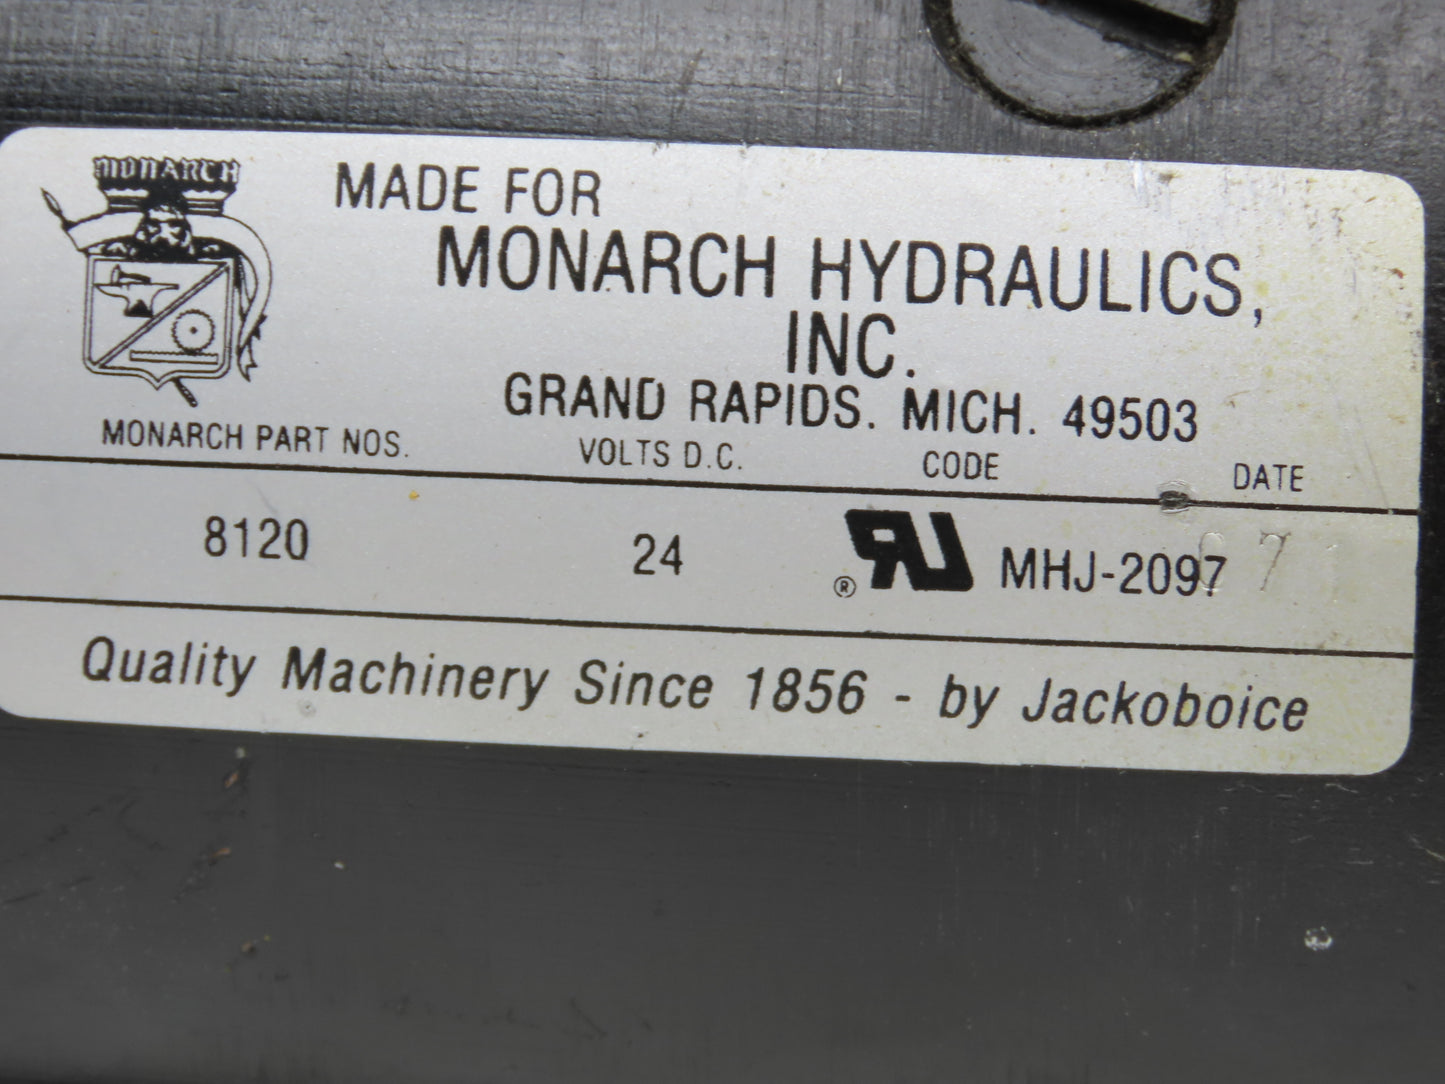 MONARCH
MADE FOR
MONARCH HYDRAULICS,
INC.
GRAND RAPIDS. MICH. 49503
MONARCH PART NOS. VOLTS D.C. CODE DATE
8120 24 ® RU MHJ-2097
Quality Machinery Since 1856 - by Jackoboice